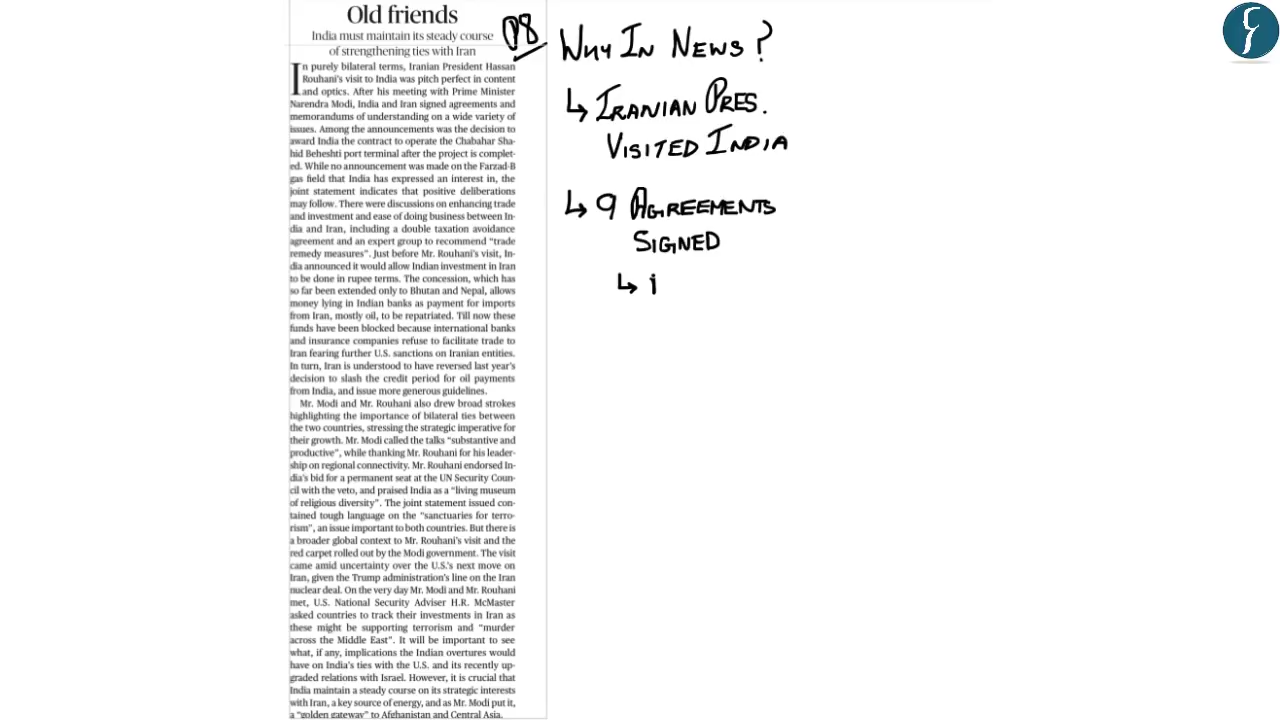 Old friends
India must maintain its steady course
of strengthening ties with Iran
In purely bilateral terms, Iranian President Hassan
Rouhani's visit to India was pitch perfect in content
and optics. After his meeting with Prime Minister
Narendra Modi, India and Iran signed agreements and
memorandums of understanding on a wide variety of
issues. Among the announcements was the decision to
award India the contract to operate the Chabahar Sha-
hid Beheshti port terminal after the project is complet-
ed. While no announcement was made on the Farzad-B
gas field that India has expressed an interest in, the
joint statement indicates that positive deliberations
may follow. There were discussions on enhancing trade
and investment and ease of doing business between In-
dia and Iran, including a double taxation avoidance
agreement and an expert group to recommend "trade
remedy measures". Just before Mr. Rouhani's visit, In-
dia announced it would allow Indian investment in Iran
to be done in rupee terms. The concession, which has
so far been extended only to Bhutan and Nepal, allows
money lying in Indian banks as payment for imports
from Iran, mostly oil, to be repatriated. Till now these
funds have been blocked because international banks
and insurance companies refuse to facilitate trade to
Iran fearing further U.S. sanctions on Iranian entities.
In turn, Iran is understood to have reversed last year's
decision to slash the credit period for oil payments
from India, and issue more generous guidelines.
Mr. Modi and Mr. Rouhani also drew broad strokes
highlighting the importance of bilateral ties between
the two countries, stressing the strategic imperative for
their growth. Mr. Modi called the talks "substantive and
productive", while thanking Mr. Rouhani for his leader-
ship on regional connectivity. Mr. Rouhani endorsed In-
dia's bid for a permanent seat at the UN Security Coun-
cil with the veto, and praised India as a "living museum
of religious diversity". The joint statement issued con-
tained tough language on the "sanctuaries for terro-
rism", an issue important to both countries. But there is
a broader global context to Mr. Rouhani's visit and the
red carpet rolled out by the Modi government. The visit
came amid uncertainty over the U.S.'s next move on
Iran, given the Trump administration's line on the Iran
nuclear deal. On the very day Mr. Modi and Mr. Rouhani
met, U.S. National Security Adviser H.R. McMaster
asked countries to track their investments in Iran as
these might be supporting terrorism and "murder
across the Middle East". It will be important to see
what, if any, implications the Indian overtures would
have on India's ties with the U.S. and its recently up-
graded relations with Israel. However, it is crucial that
India maintain a steady course on its strategic interests
with Iran, a key source of energy, and as Mr. Modi put it,
a "golden gateway" to Afghanistan and Central Asia.
08
WHY IN NEWS?
↳ IRANIAN PRES.
VISITED INDIA
↳ 9 AGREEMENTS
SIGNED
↳ i